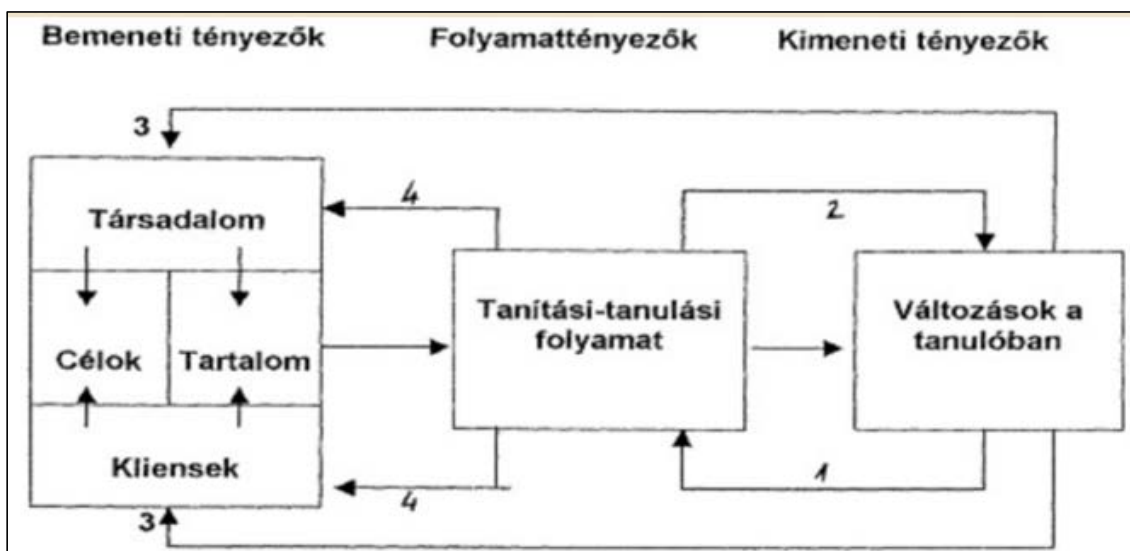 Bemeneti tényezők Folyamattényezők Kimeneti tényezők
3
4
2
Társadalom
Tanítási-tanulási
folyamat
Változások a
tanulóban
Célok Tartalom
Kliensek
4
1
3